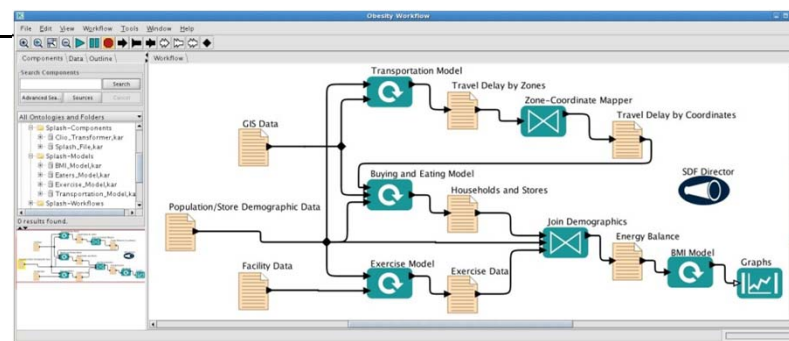 Obesity Workflow
File Edit View Workflow Tools Window Help
Components Data Outline
Workflow
Search Components
Search
Advanced Sea... Sources Cancel
All Ontologies and Folders
Splash-Components
Clio_Transformer.kar
Splash_File.kar
Splash-Models
BMI_Model.kar
Eaters_Model.kar
Exercise_Model.kar
Transportation_Model.ka
Splash-Workflows
0 results found.
Transportation Model
Travel Delay by Zones
Zone-Coordinate Mapper
Travel Delay by Coordinates
GIS Data
SDF Director
Buying and Eating Model
Households and Stores
Population/Store Demographic Data
Join Demographics
Energy Balance
BMI Model
Graphs
Facility Data
Exercise Model
Exercise Data